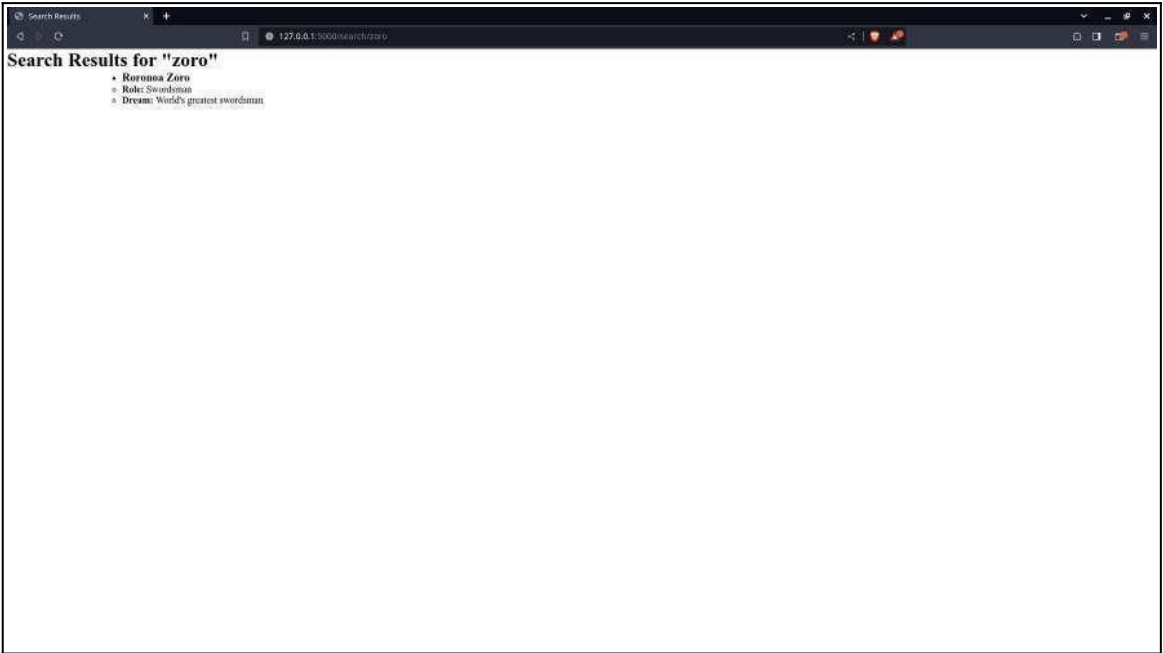 Search Results
127.0.0.1:5000/search/zoro
Search Results for "zoro"
Roronoa Zoro
Role: Swordsman
Dream: World's greatest swordsman